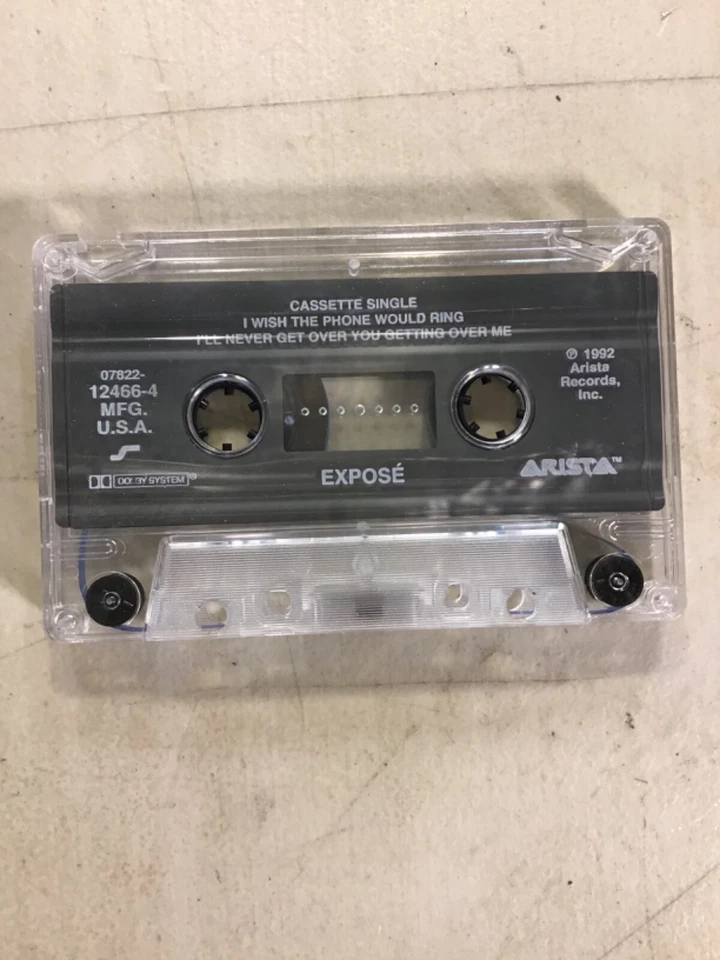 CASSETTE SINGLE
I WISH THE PHONE WOULD RING
I'LL NEVER GET OVER YOU GETTING OVER ME
07822-
12466-4
MFG.
U.S.A.
℗ 1992
Arista
Records,
Inc.
DOLBY SYSTEM®
EXPOSÉ
ARISTA™